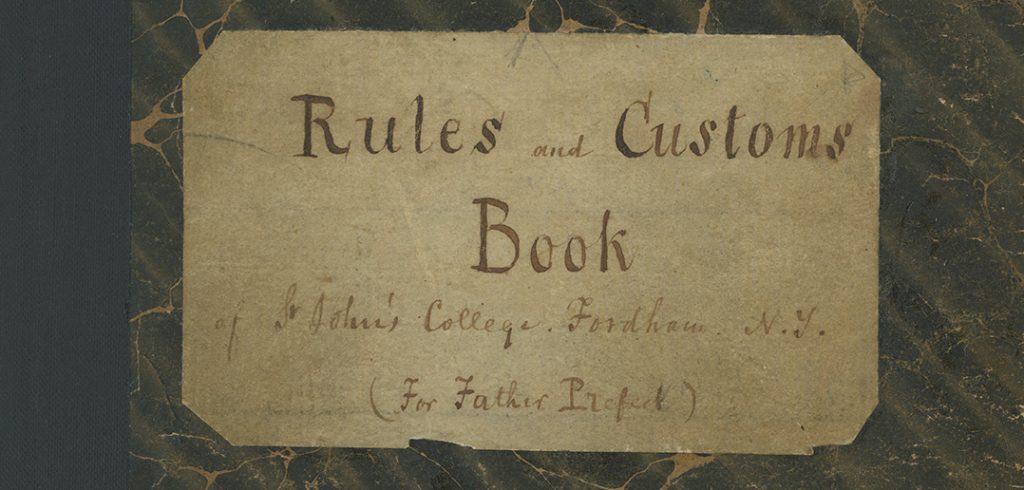 Rules and Customs
Book
of St John's College. Fordham. N.Y.
(For Father Prefect)